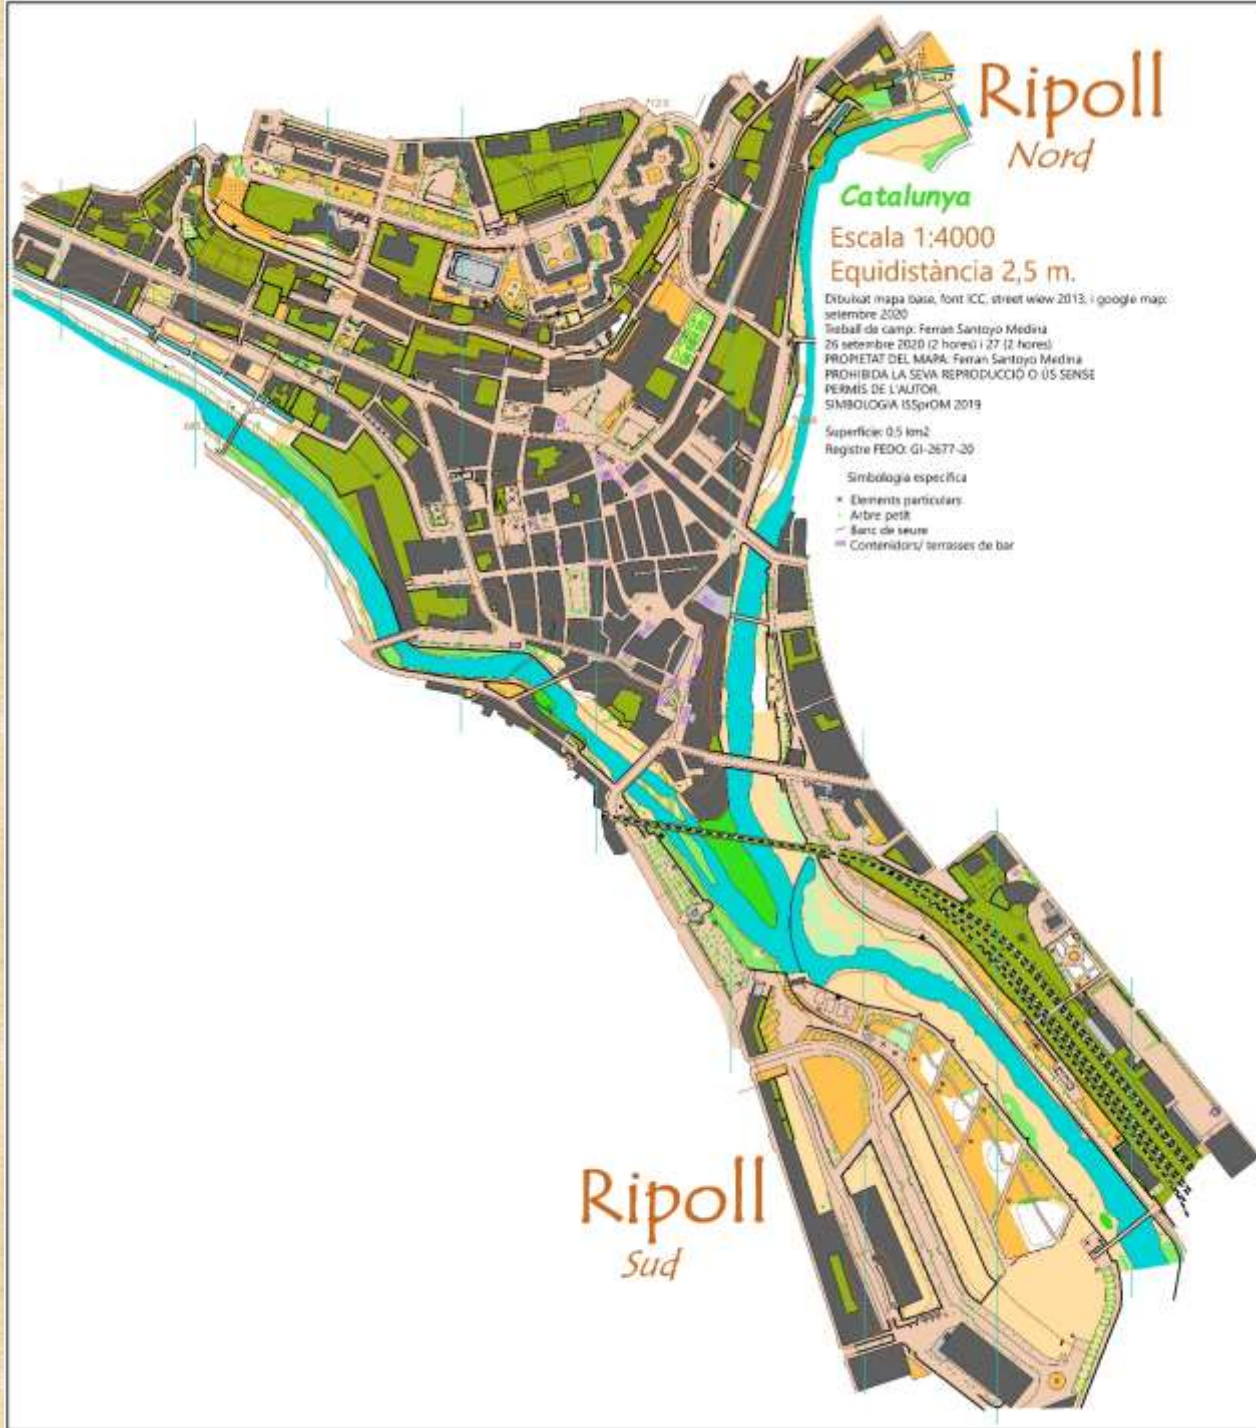 Ripoll
Nord
Catalunya
Escala 1:4000
Equidistància 2,5 m.
Dibuixat mapa base, font ICC, street wiew 2013, i google map:
setembre 2020
Treball de camp: Ferran Santoyo Medina
26 setembre 2020 (2 hores) i 27 (2 hores)
PROPIETAT DEL MAPA: Ferran Santoyo Medina
PROHIBIDA LA SEVA REPRODUCCIÓ O ÚS SENSE
PERMÍS DE L'AUTOR.
SIMBOLOGIA ISSprOM 2019
Superfície: 0,5 km2
Registre FEDO: GI-2677-20
Simbologia específica
Elements particulars
Arbre petit
Banc de seure
Contenidors/ terrasses de bar
Ripoll
Sud